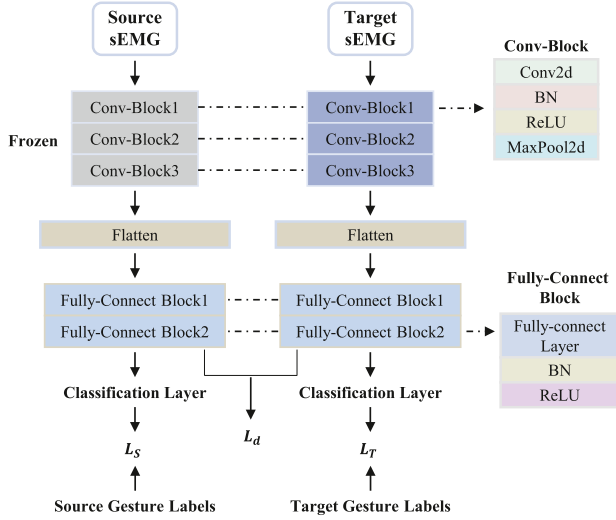 Source
sEMG
Target
sEMG
Conv-Block
Conv2d
BN
ReLU
MaxPool2d
Frozen
Conv-Block1
Conv-Block2
Conv-Block3
Conv-Block1
Conv-Block2
Conv-Block3
Flatten
Flatten
Fully-Connect Block1
Fully-Connect Block2
Fully-Connect Block1
Fully-Connect Block2
Fully-Connect
Block
Fully-connect
Layer
BN
ReLU
Classification Layer
Classification Layer
L_d
L_S
L_T
Source Gesture Labels
Target Gesture Labels